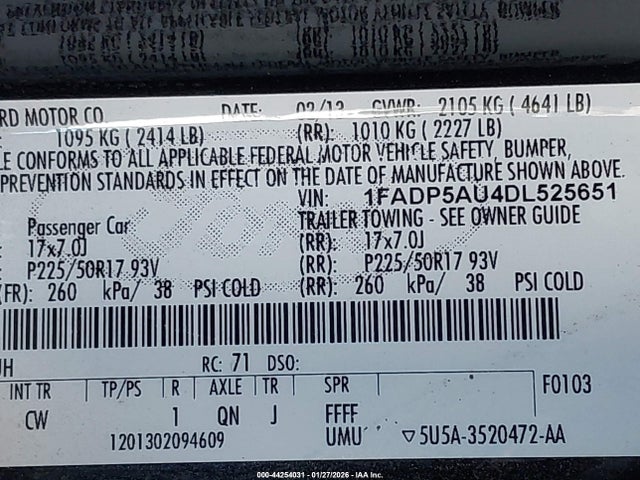 RD MOTOR CO. DATE: 02/13 GVWR: 2105 KG ( 4641 LB)
: 1095 KG ( 2414 LB) (RR): 1010 KG ( 2227 LB)
LE CONFORMS TO ALL APPLICABLE FEDERAL MOTOR VEHICLE SAFETY, BUMPER,
PREVENTION STANDARDS IN EFFECT ON THE DATE OF MANUFACTURE SHOWN ABOVE.
VIN: 1FADP5AU4DL525651
Passenger Car TRAILER TOWING - SEE OWNER GUIDE
: 17x7.0J (RR): 17x7.0J
: P225/50R17 93V (RR): P225/50R17 93V
(FR): 260 kPa/ 38 PSI COLD (RR): 260 kPa/ 38 PSI COLD
UH RC: 71 DSO:
INT TR TP/PS R AXLE TR SPR F0103
CW 1 QN J FFFF
1201302094609 UMU ▽5U5A-3520472-AA
000-44254031 - 01/27/2026 - IAAI Inc.